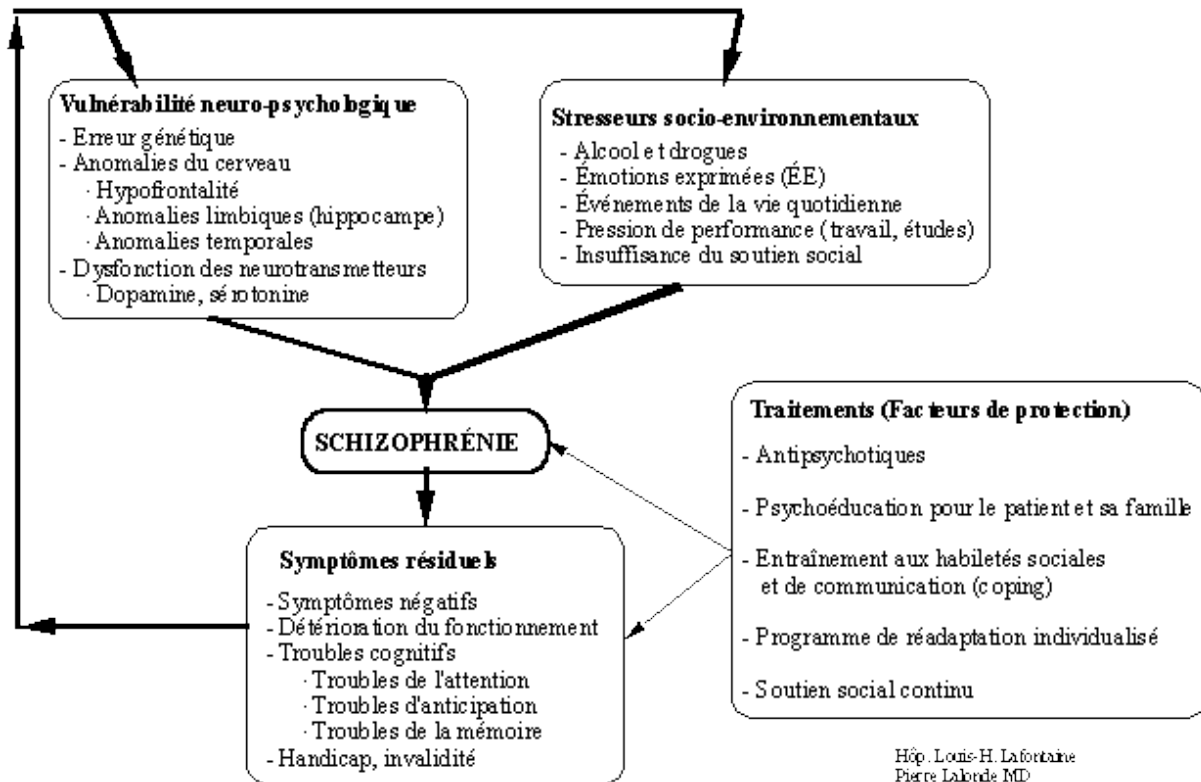 Vulnérabilité neuro-psychologique
- Erreur génétique
- Anomalies du cerveau
· Hypofrontalité
· Anomalies limbiques (hippocampe)
· Anomalies temporales
- Dysfonction des neurotransmetteurs
· Dopamine, sérotonine
Stresseurs socio-environnementaux
- Alcool et drogues
- Émotions exprimées (ÉE)
- Événements de la vie quotidienne
- Pression de performance (travail, études)
- Insuffisance du soutien social
SCHIZOPHRÉNIE
Traitements (Facteurs de protection)
- Antipsychotiques
- Psychoéducation pour le patient et sa famille
- Entraînement aux habiletés sociales
et de communication (coping)
- Programme de réadaptation individualisé
- Soutien social continu
Symptômes résiduels
- Symptômes négatifs
- Détérioration du fonctionnement
- Troubles cognitifs
· Troubles de l'attention
· Troubles d'anticipation
· Troubles de la mémoire
- Handicap, invalidité
Hôp. Louis-H. Lafontaine
Pierre Lalonde MD